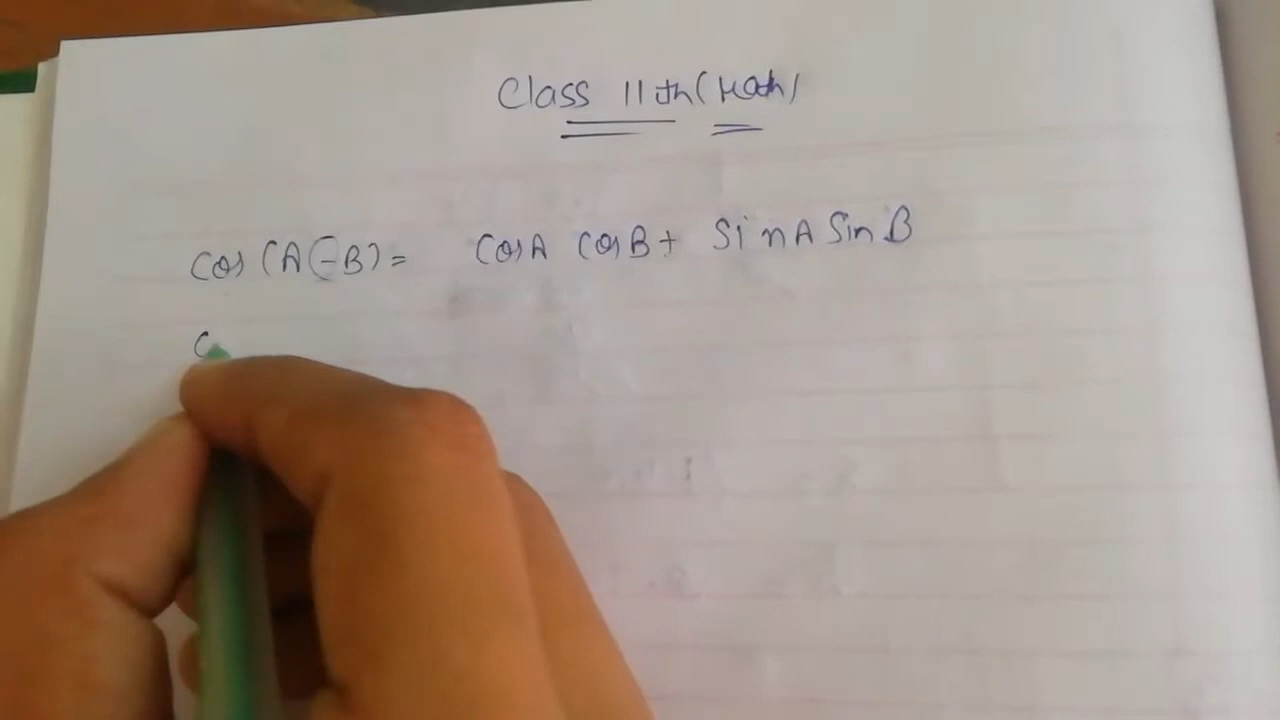 Class 11th (Math)
Cos (A-B) = CosA CosB + SinA SinB
C